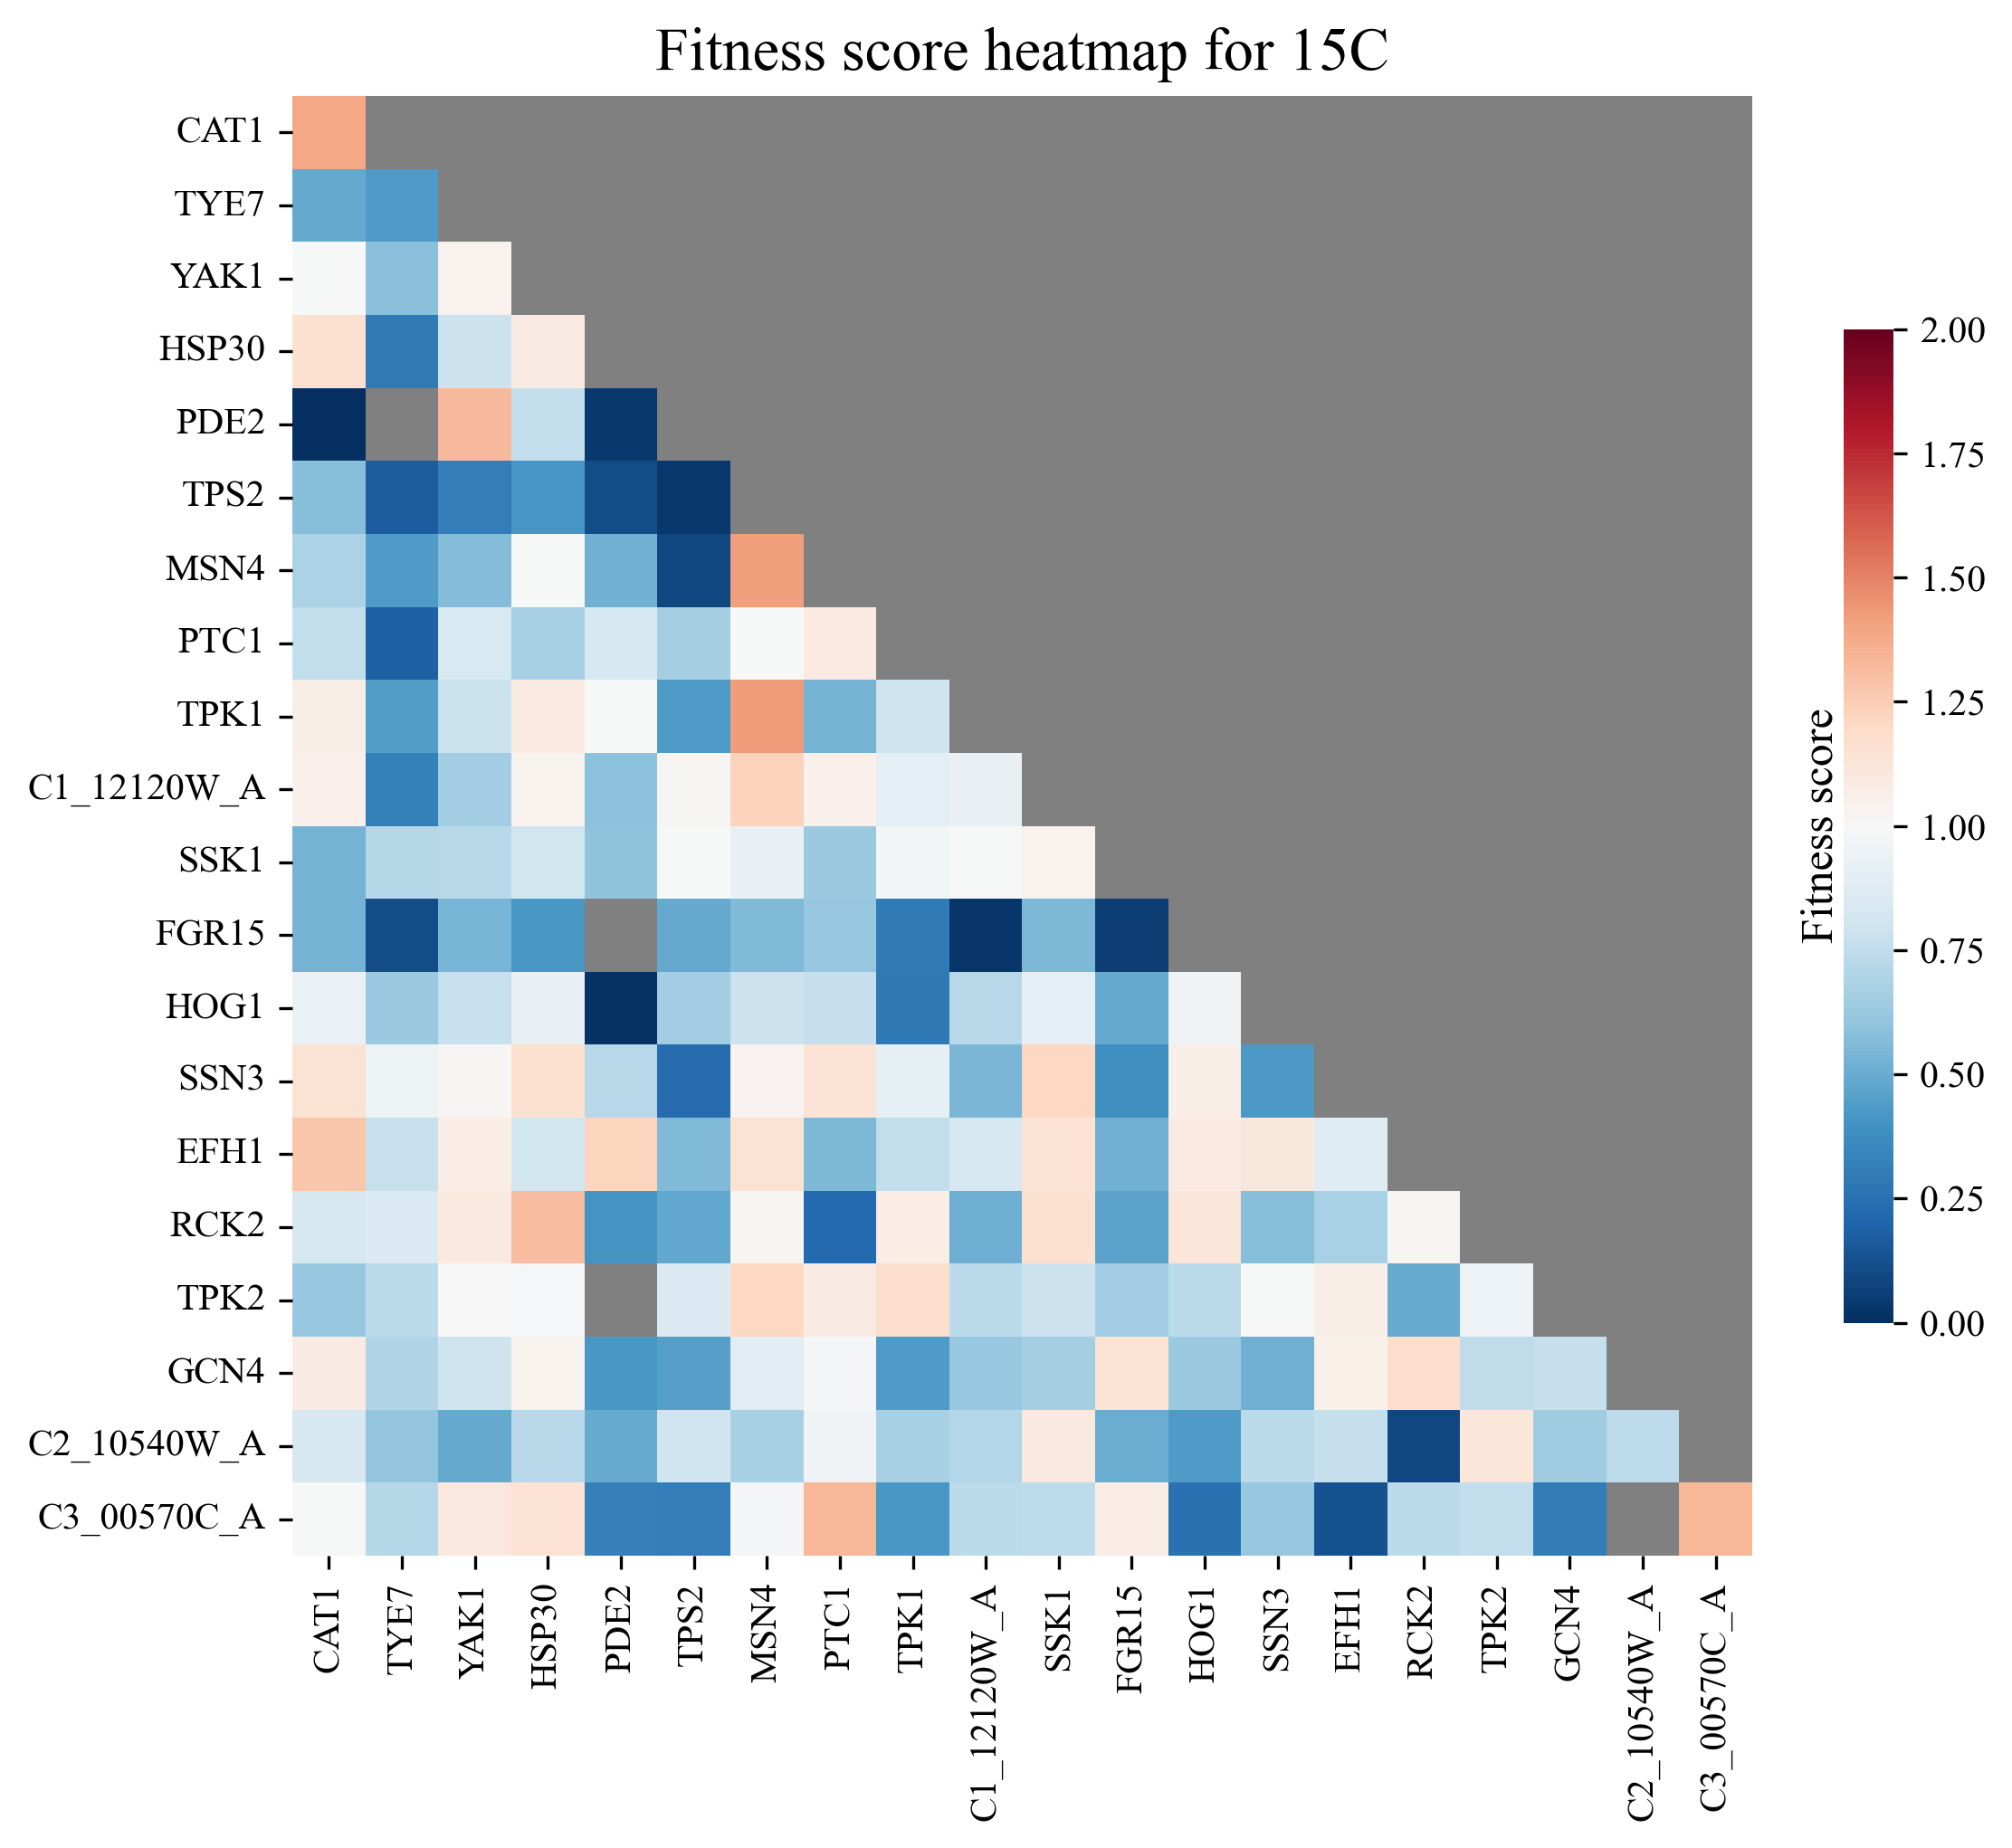 Fitness score heatmap for 15C
CAT1
TYE7
YAK1
HSP30
PDE2
TPS2
MSN4
PTC1
TPK1
C1_12120W_A
SSK1
FGR15
HOG1
SSN3
EFH1
RCK2
TPK2
GCN4
C2_10540W_A
C3_00570C_A
CAT1
TYE7
YAK1
HSP30
PDE2
TPS2
MSN4
PTC1
TPK1
C1_12120W_A
SSK1
FGR15
HOG1
SSN3
EFH1
RCK2
TPK2
GCN4
C2_10540W_A
C3_00570C_A
Fitness score
2.00
1.75
1.50
1.25
1.00
0.75
0.50
0.25
0.00